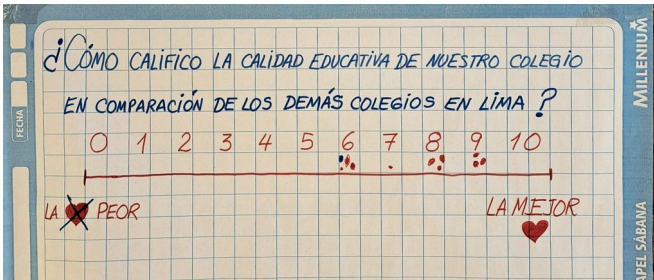 ¿CÓMO CALIFICO LA CALIDAD EDUCATIVA DE NUESTRO COLEGIO
EN COMPARACIÓN DE LOS DEMÁS COLEGIOS EN LIMA?
0 1 2 3 4 5 6 7 8 9 10
LA PEOR
LA MEJOR
FECHA
MILLENIUM
PEL SÁBANA